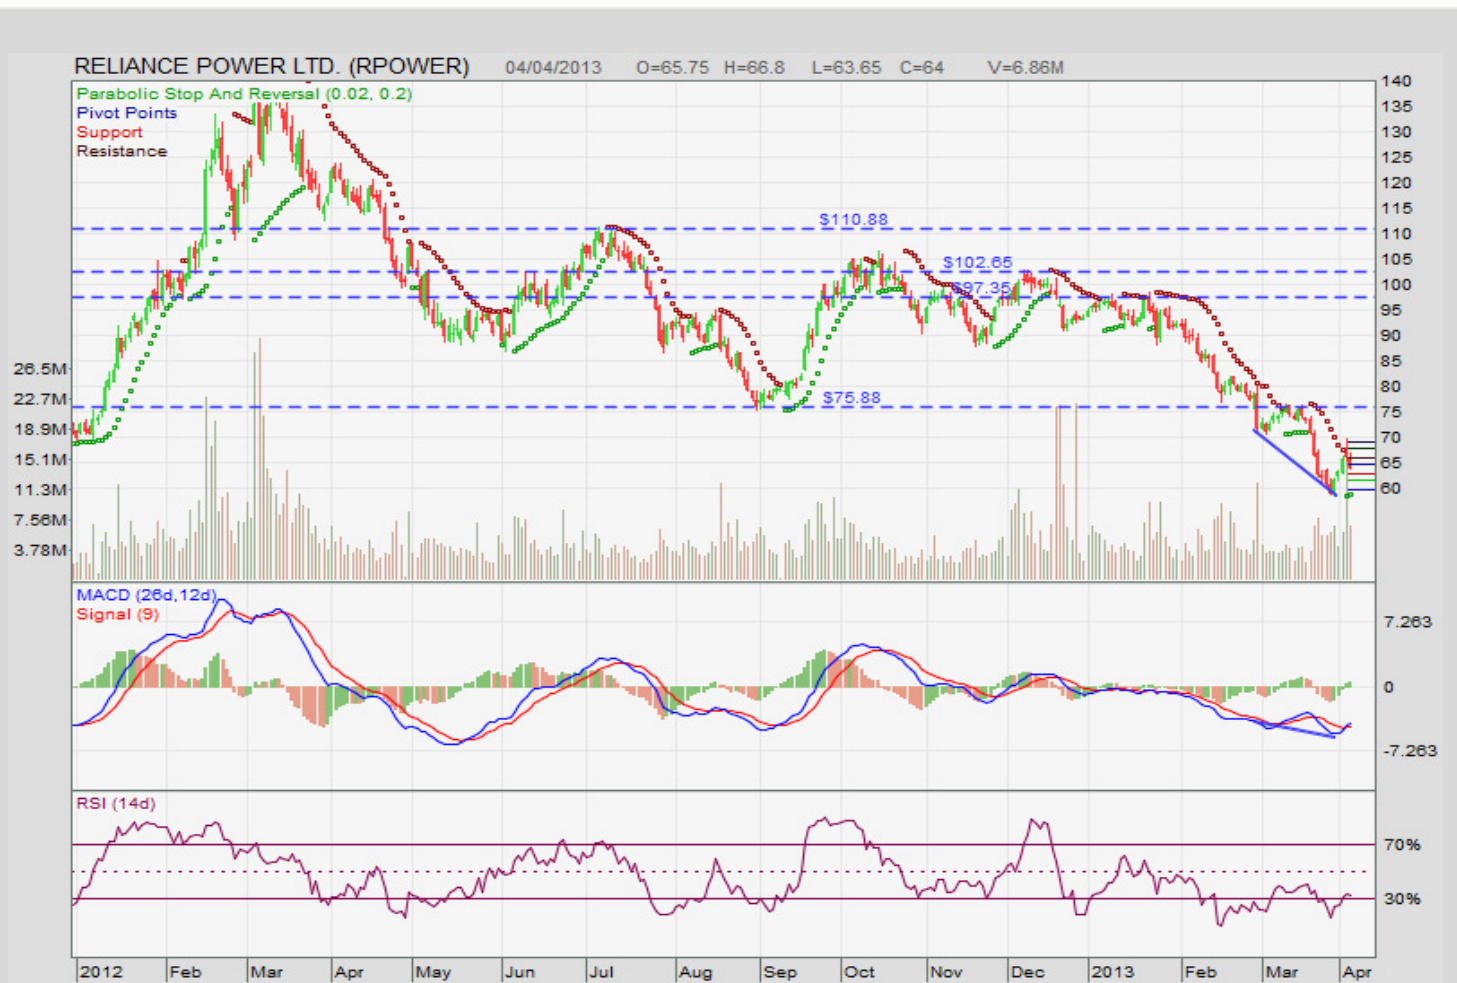 RELIANCE POWER LTD. (RPOWER) 04/04/2013 O=65.75 H=66.8 L=63.65 C=64 V=6.86M
Parabolic Stop And Reversal (0.02, 0.2)
Pivot Points
Support
Resistance
140
135
130
125
120
115
110
105
100
95
90
85
80
75
70
65
60
$110.88
$102.65
$97.35
$75.88
26.5M
22.7M
18.9M
15.1M
11.3M
7.56M
3.78M
MACD (26d,12d)
Signal (9)
7.263
0
-7.263
RSI (14d)
70%
30%
2012 Feb Mar Apr May Jun Jul Aug Sep Oct Nov Dec 2013 Feb Mar Apr